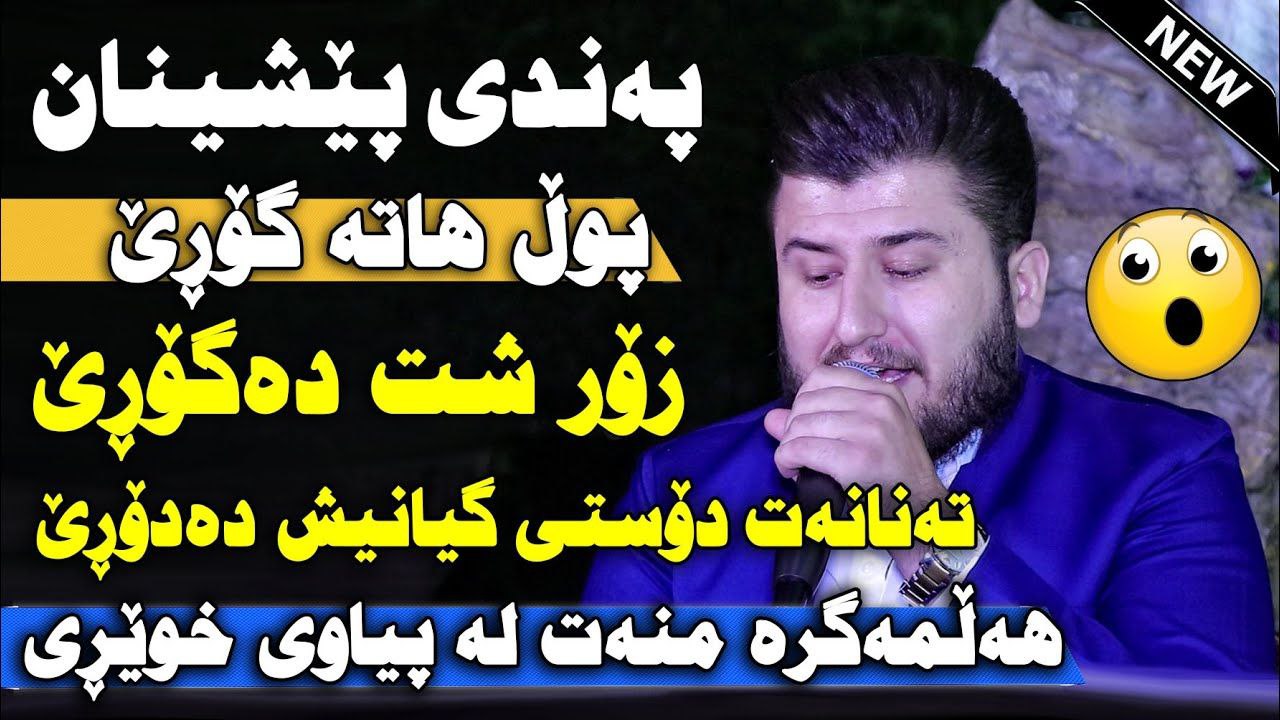 NEW
پەندی پێشینان
پوڵ هاتە گۆڕێ
زۆر شت دەگۆڕێ
تەنانەت دۆستی گیانیش دەدۆڕێ
هەڵمەگرە منەت لە پیاوی خوێڕی